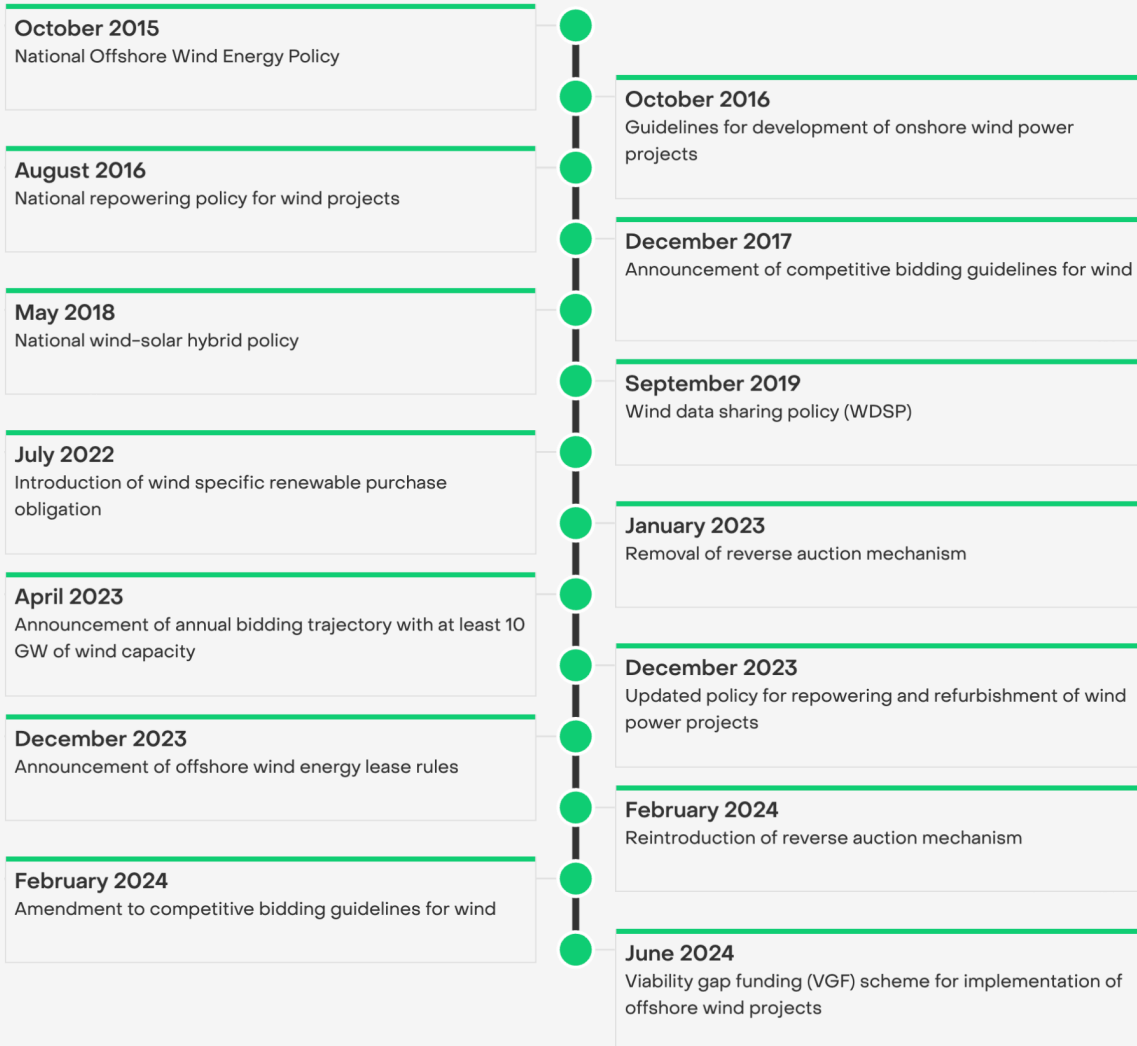 October 2015
National Offshore Wind Energy Policy
October 2016
Guidelines for development of onshore wind power
projects
August 2016
National repowering policy for wind projects
December 2017
Announcement of competitive bidding guidelines for wind
May 2018
National wind-solar hybrid policy
September 2019
Wind data sharing policy (WDSP)
July 2022
Introduction of wind specific renewable purchase
obligation
January 2023
Removal of reverse auction mechanism
April 2023
Announcement of annual bidding trajectory with at least 10
GW of wind capacity
December 2023
Updated policy for repowering and refurbishment of wind
power projects
December 2023
Announcement of offshore wind energy lease rules
February 2024
Reintroduction of reverse auction mechanism
February 2024
Amendment to competitive bidding guidelines for wind
June 2024
Viability gap funding (VGF) scheme for implementation of
offshore wind projects